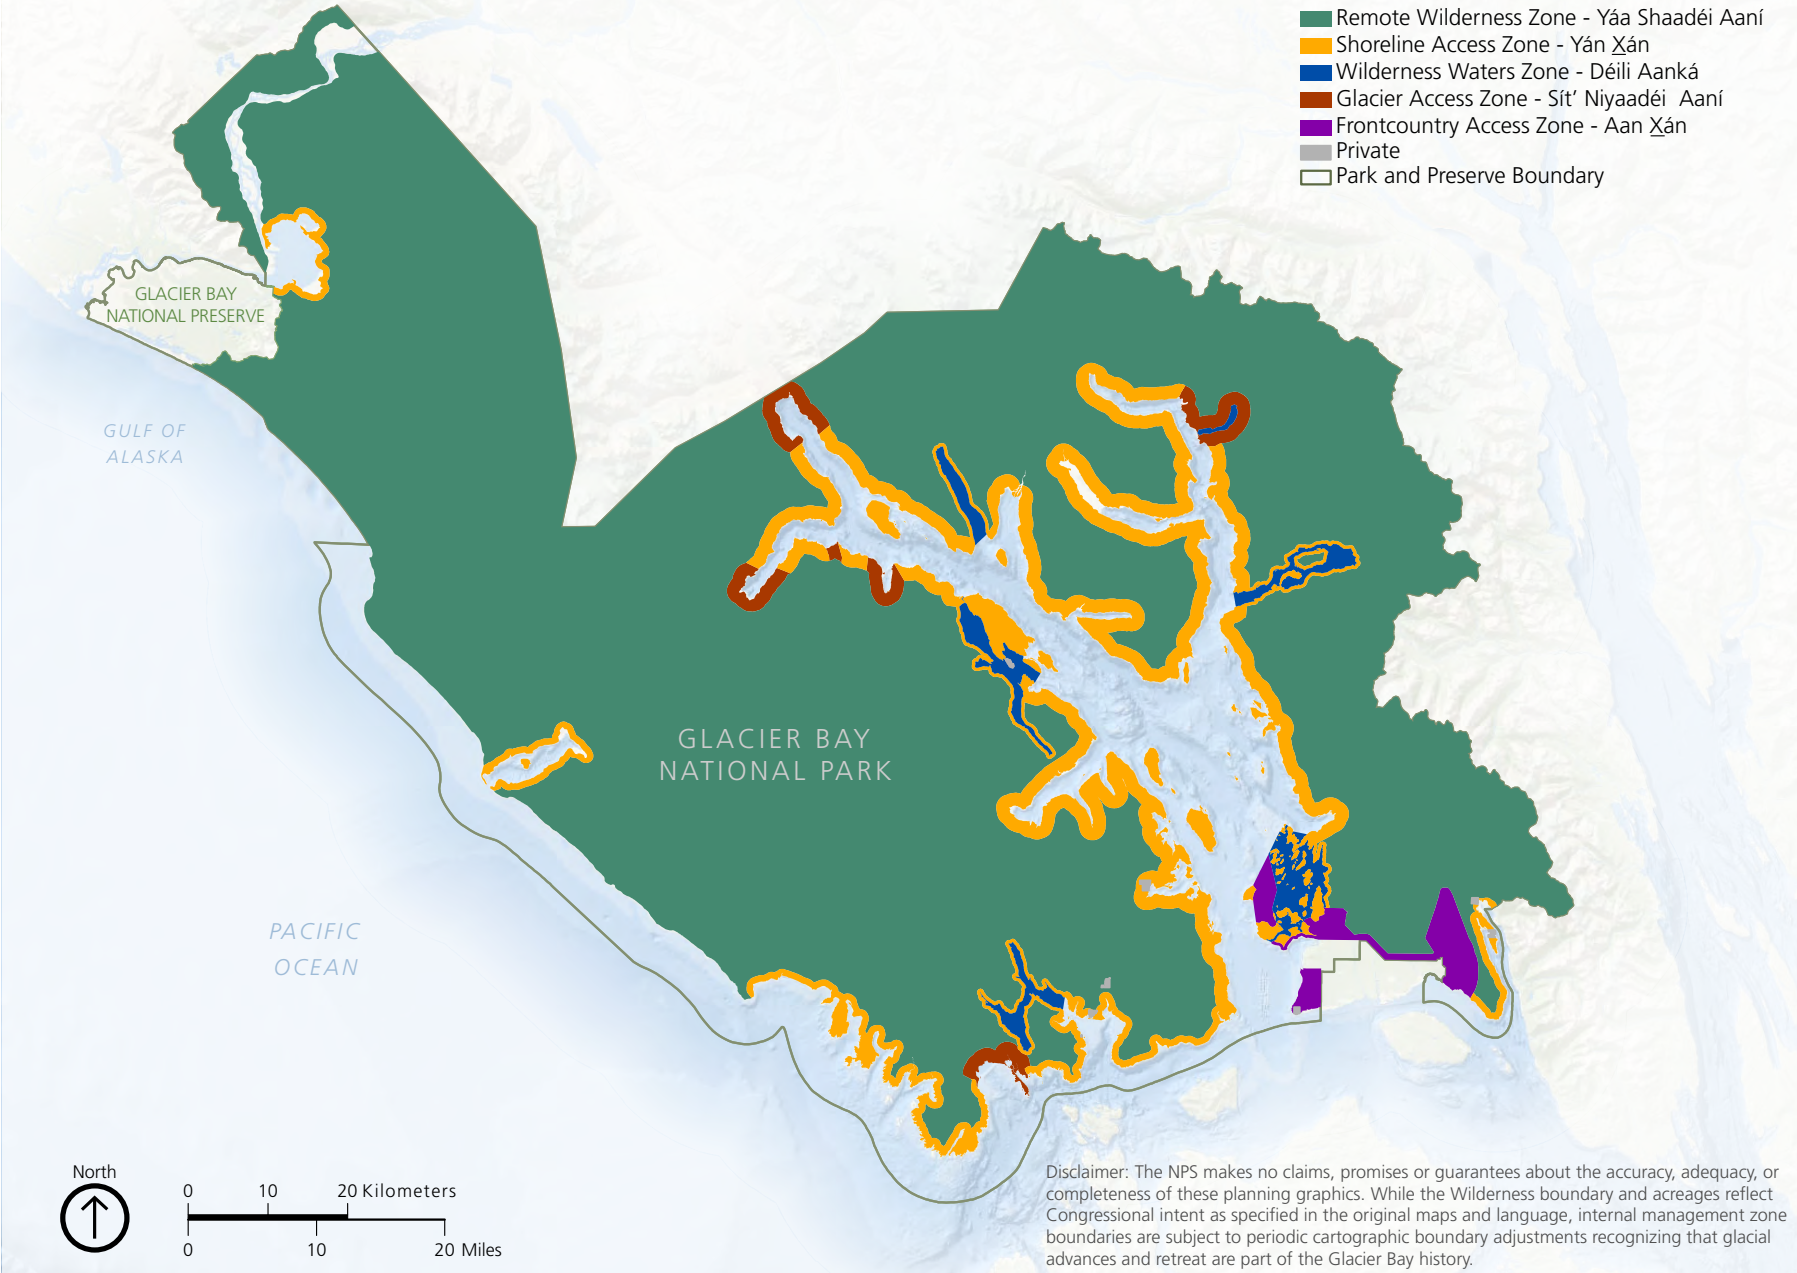 Remote Wilderness Zone - Yáa Shaadéi Aaní
Shoreline Access Zone - Yán X̲án
Wilderness Waters Zone - Déili Aanká
Glacier Access Zone - Sít’ Niyaadéi Aaní
Frontcountry Access Zone - Aan X̲án
Private
Park and Preserve Boundary
GLACIER BAY
NATIONAL PRESERVE
GULF OF
ALASKA
GLACIER BAY
NATIONAL PARK
PACIFIC
OCEAN
North
0 10 20 Kilometers
0 10 20 Miles
Disclaimer: The NPS makes no claims, promises or guarantees about the accuracy, adequacy, or
completeness of these planning graphics. While the Wilderness boundary and acreages reflect
Congressional intent as specified in the original maps and language, internal management zone
boundaries are subject to periodic cartographic boundary adjustments recognizing that glacial
advances and retreat are part of the Glacier Bay history.